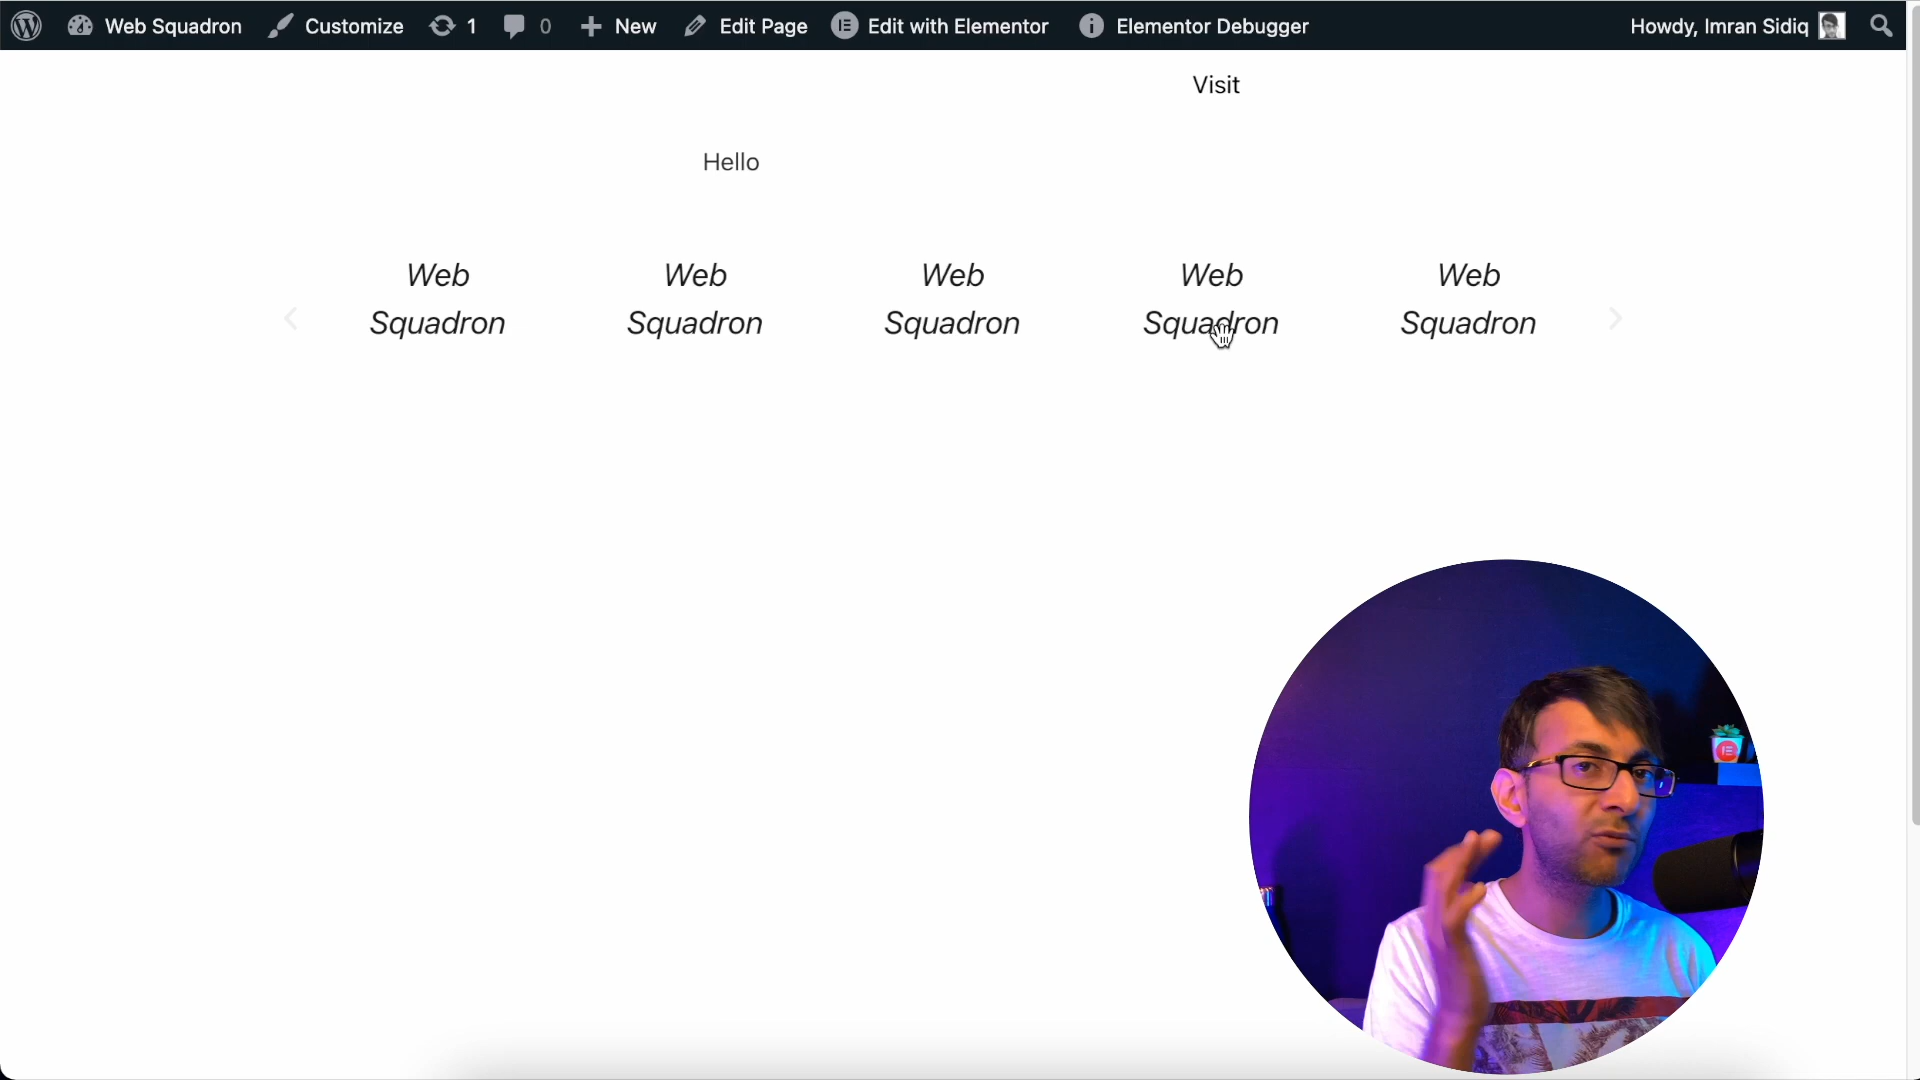 Web Squadron Customize 1 0 New Edit Page Edit with Elementor Elementor Debugger Howdy, Imran Sidiq
Visit
Hello
Web Web Web Web Web
Squadron Squadron Squadron Squadron Squadron